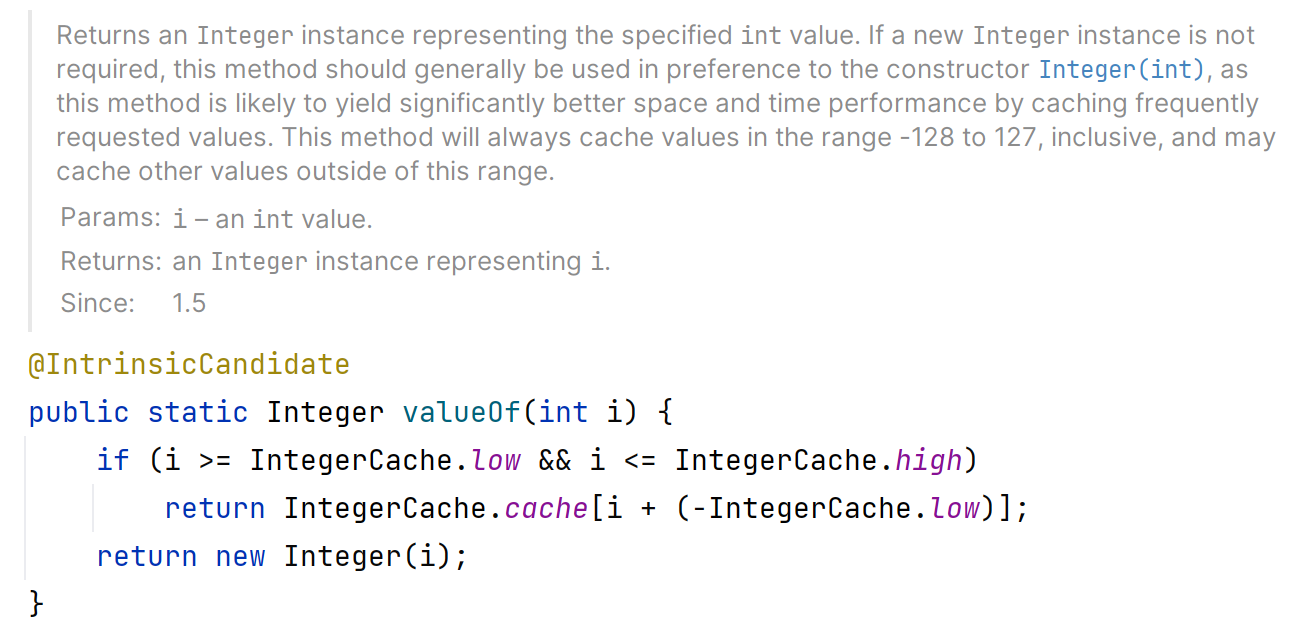 Returns an Integer instance representing the specified int value. If a new Integer instance is not
required, this method should generally be used in preference to the constructor Integer(int), as
this method is likely to yield significantly better space and time performance by caching frequently
requested values. This method will always cache values in the range -128 to 127, inclusive, and may
cache other values outside of this range.
Params: i – an int value.
Returns: an Integer instance representing i.
Since: 1.5
@IntrinsicCandidate
public static Integer valueOf(int i) {
    if (i >= IntegerCache.low && i <= IntegerCache.high)
        return IntegerCache.cache[i + (-IntegerCache.low)];
    return new Integer(i);
}